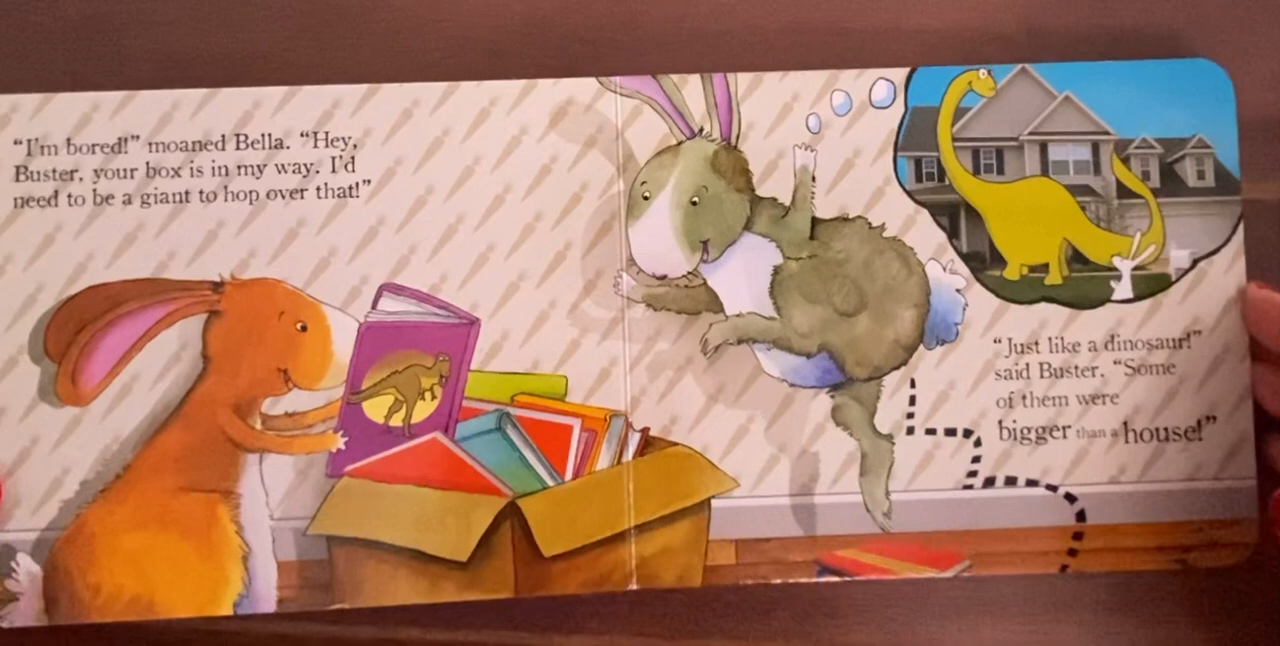 “I’m bored!” moaned Bella. “Hey,
Buster, your box is in my way. I’d
need to be a giant to hop over that!”
“Just like a dinosaur!”
said Buster. “Some
of them were
bigger than a house!”